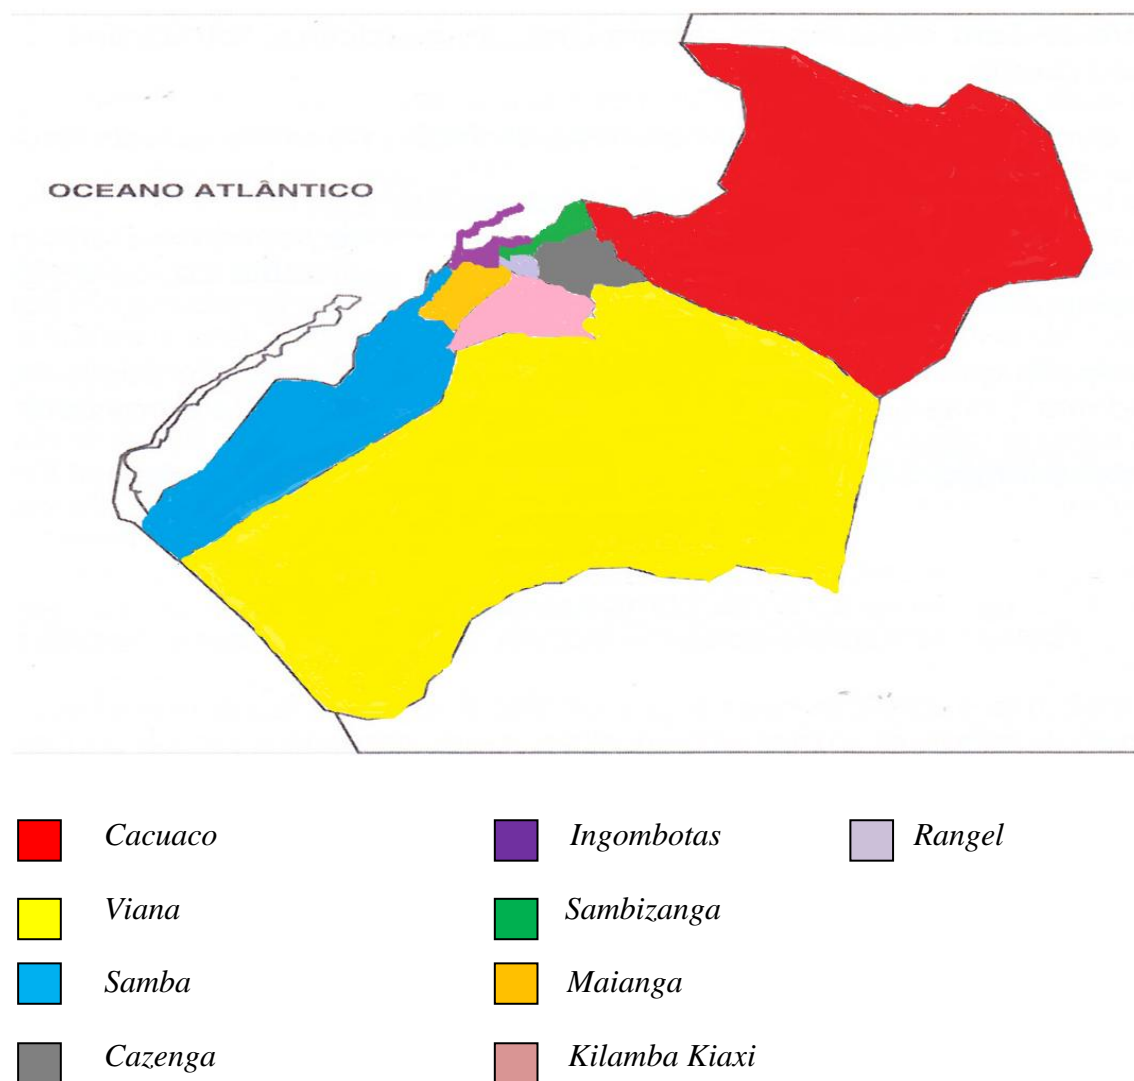 OCEANO ATLÂNTICO
Cacuaco
Ingombotas
Rangel
Viana
Sambizanga
Samba
Maianga
Cazenga
Kilamba Kiaxi